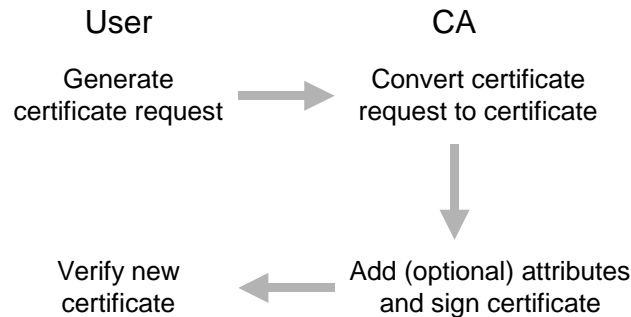 User
CA
Generate
certificate request
Convert certificate
request to certificate
Verify new
certificate
Add (optional) attributes
and sign certificate